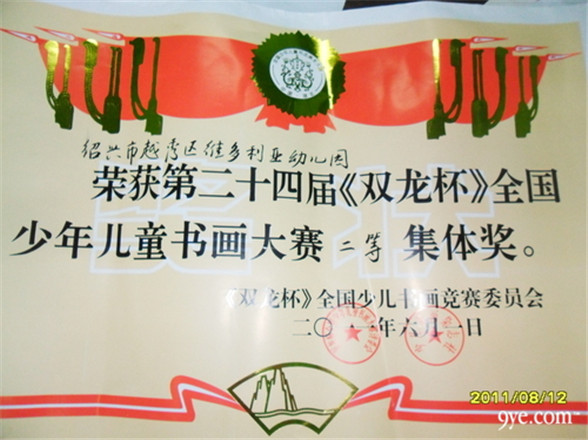 绍兴市越秀区维多利亚幼儿园
荣获第二十四届《双龙杯》全国
少年儿童书画大赛 二等 集体奖。
《双龙杯》全国少儿书画竞赛委员会
二〇一一年六月一日
2011/08/12
9ye.com